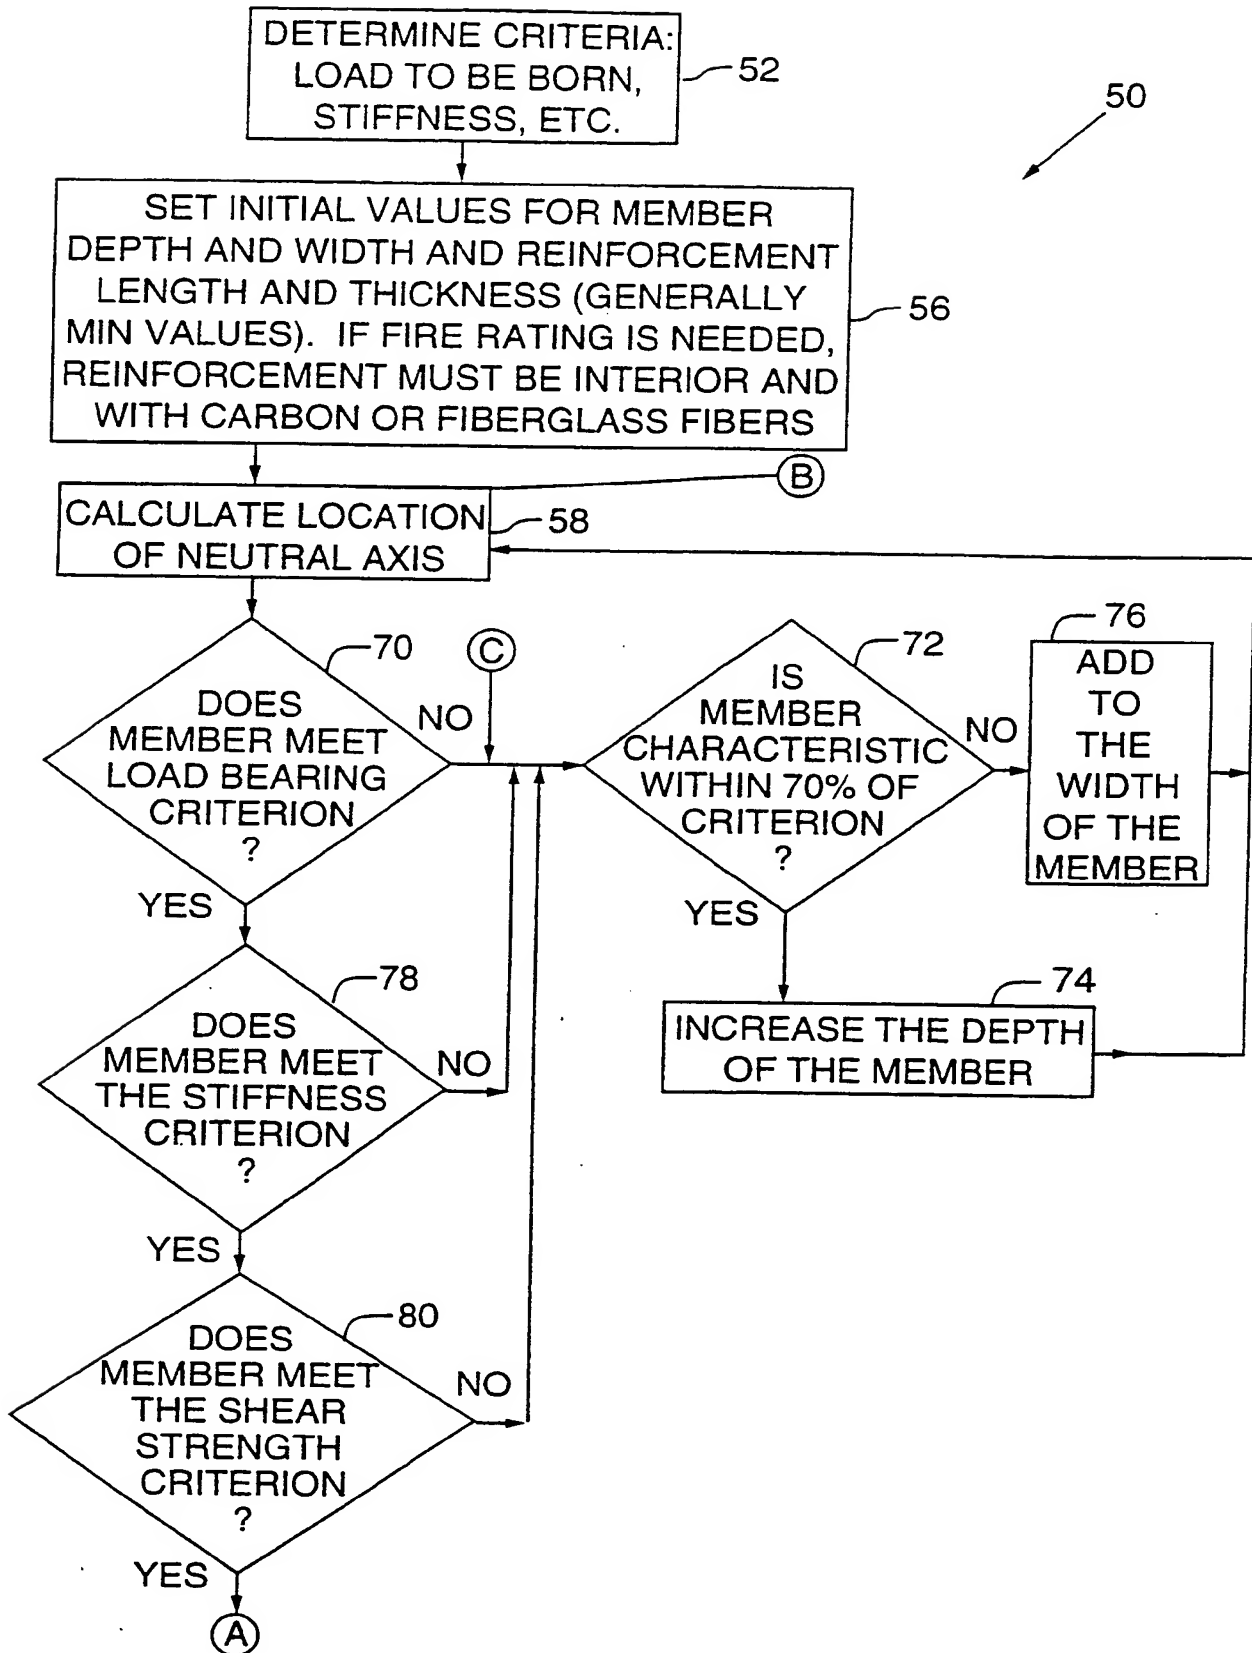 DETERMINE CRITERIA:
LOAD TO BE BORN,
STIFFNESS, ETC.
52
50
SET INITIAL VALUES FOR MEMBER
DEPTH AND WIDTH AND REINFORCEMENT
LENGTH AND THICKNESS (GENERALLY
MIN VALUES). IF FIRE RATING IS NEEDED,
REINFORCEMENT MUST BE INTERIOR AND
WITH CARBON OR FIBERGLASS FIBERS
56
B
CALCULATE LOCATION
OF NEUTRAL AXIS
58
70
DOES
MEMBER MEET
LOAD BEARING
CRITERION
?
NO
YES
C
72
IS
MEMBER
CHARACTERISTIC
WITHIN 70% OF
CRITERION
?
NO
YES
76
ADD
TO
THE
WIDTH
OF THE
MEMBER
74
INCREASE THE DEPTH
OF THE MEMBER
78
DOES
MEMBER MEET
THE STIFFNESS
CRITERION
?
NO
YES
80
DOES
MEMBER MEET
THE SHEAR
STRENGTH
CRITERION
?
NO
YES
A